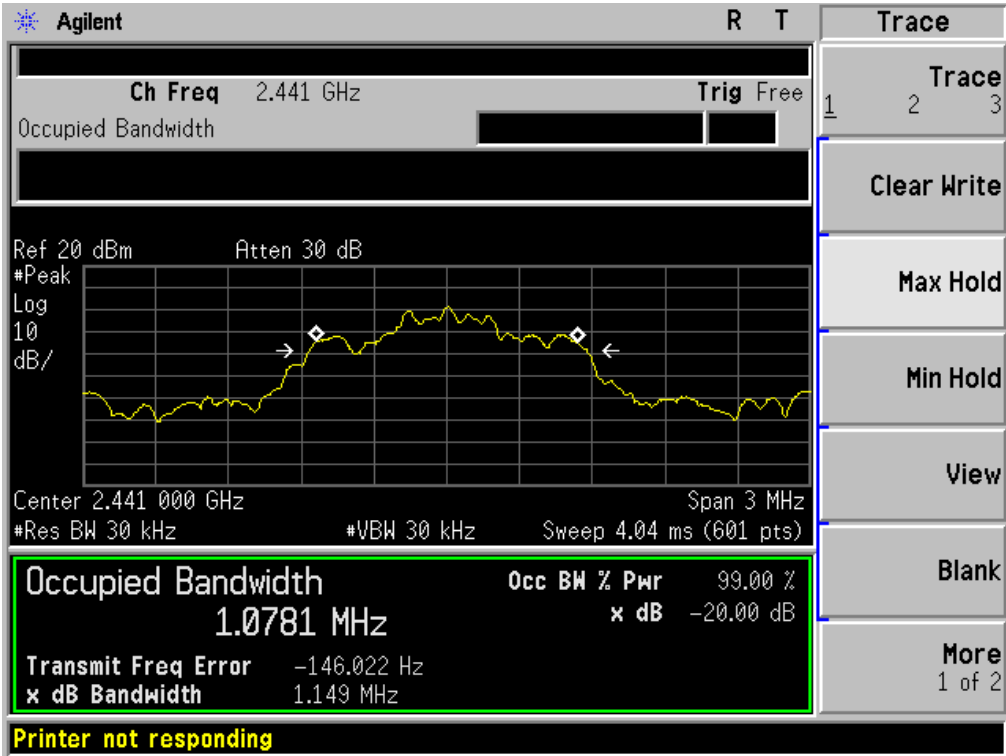 Agilent R T Trace
Ch Freq 2.441 GHz Trig Free
Occupied Bandwidth
Trace
1 2 3
Clear Write
Max Hold
Min Hold
View
Blank
More
1 of 2
Ref 20 dBm Atten 30 dB
#Peak
Log
10
dB/
Center 2.441 000 GHz Span 3 MHz
#Res BW 30 kHz #VBW 30 kHz Sweep 4.04 ms (601 pts)
Occupied Bandwidth Occ BW % Pwr 99.00 %
1.0781 MHz x dB -20.00 dB
Transmit Freq Error -146.022 Hz
x dB Bandwidth 1.149 MHz
Printer not responding